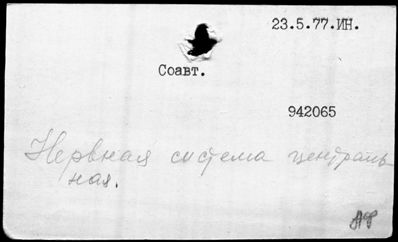 23.5.77.ИН.
Соавт.
942065
Нервная система централь
ная.